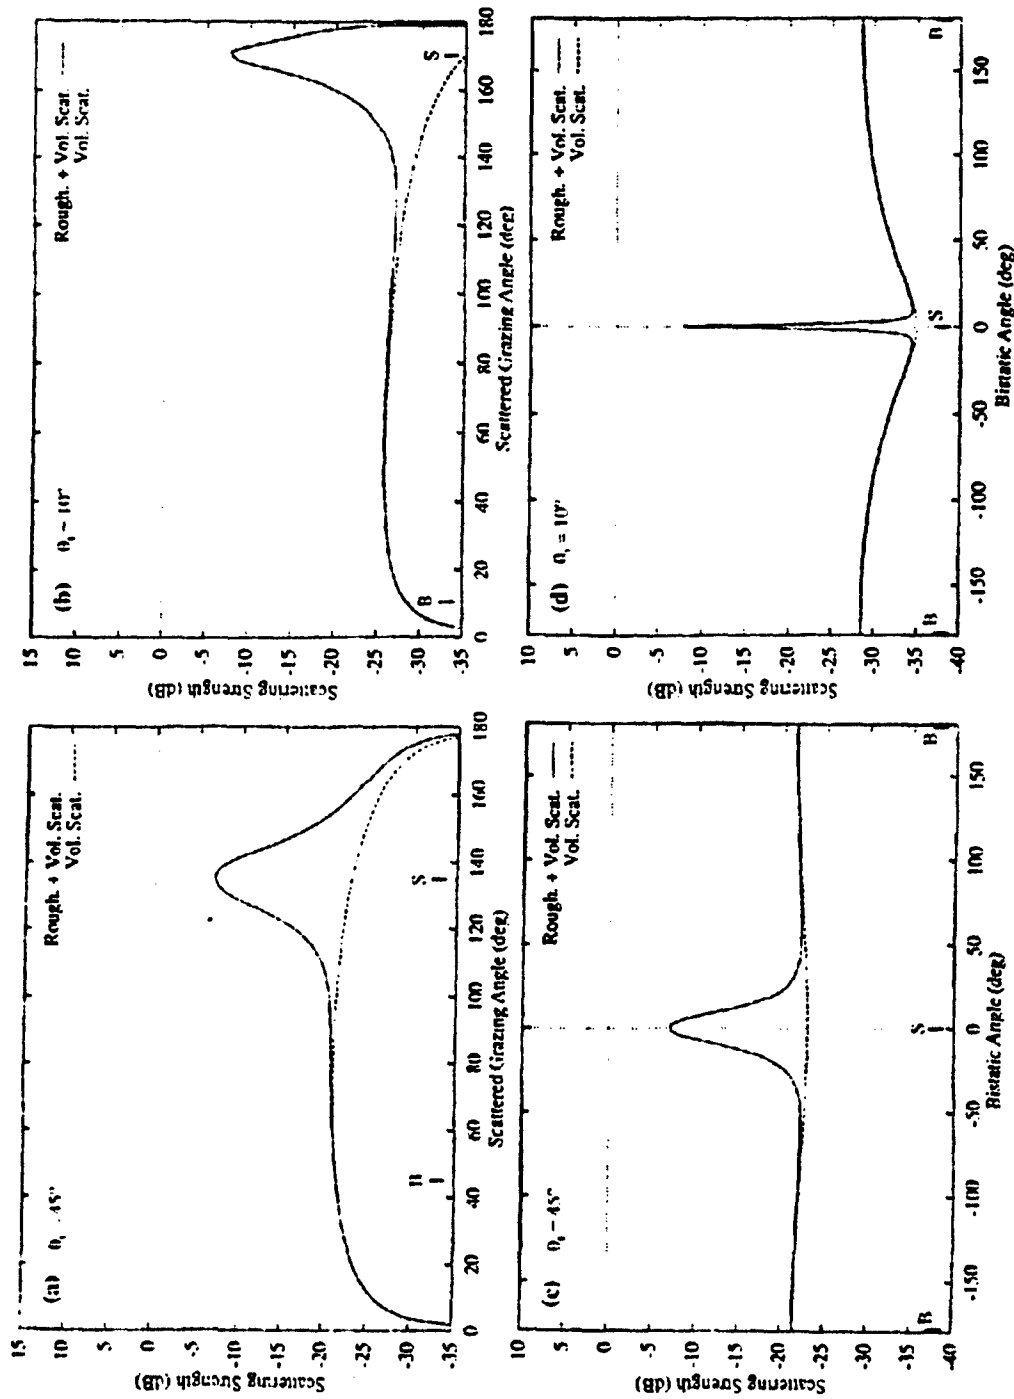 (a) θi – 45°
Rough. + Vol. Scat.
Vol. Scat.
Scattering Strength (dB)
15
10
5
0
-5
-10
-15
-20
-25
-30
-35
B
S
0 20 40 60 80 100 120 140 160 180
Scattered Grazing Angle (deg)
(b) θi – 10°
Rough. + Vol. Scat.
Vol. Scat.
Scattering Strength (dB)
15
10
5
0
-5
-10
-15
-20
-25
-30
-35
B
S
0 20 40 60 80 100 120 140 160 180
Scattered Grazing Angle (deg)
(c) θi – 45°
Rough. + Vol. Scat.
Vol. Scat.
Scattering Strength (dB)
10
5
0
-5
-10
-15
-20
-25
-30
-35
-40
B
S
B
-150 -100 -50 0 50 100 150
Bistatic Angle (deg)
(d) θi = 10°
Rough. + Vol. Scat.
Vol. Scat.
Scattering Strength (dB)
10
5
0
-5
-10
-15
-20
-25
-30
-35
-40
B
S
B
-150 -100 -50 0 50 100 150
Bistatic Angle (deg)